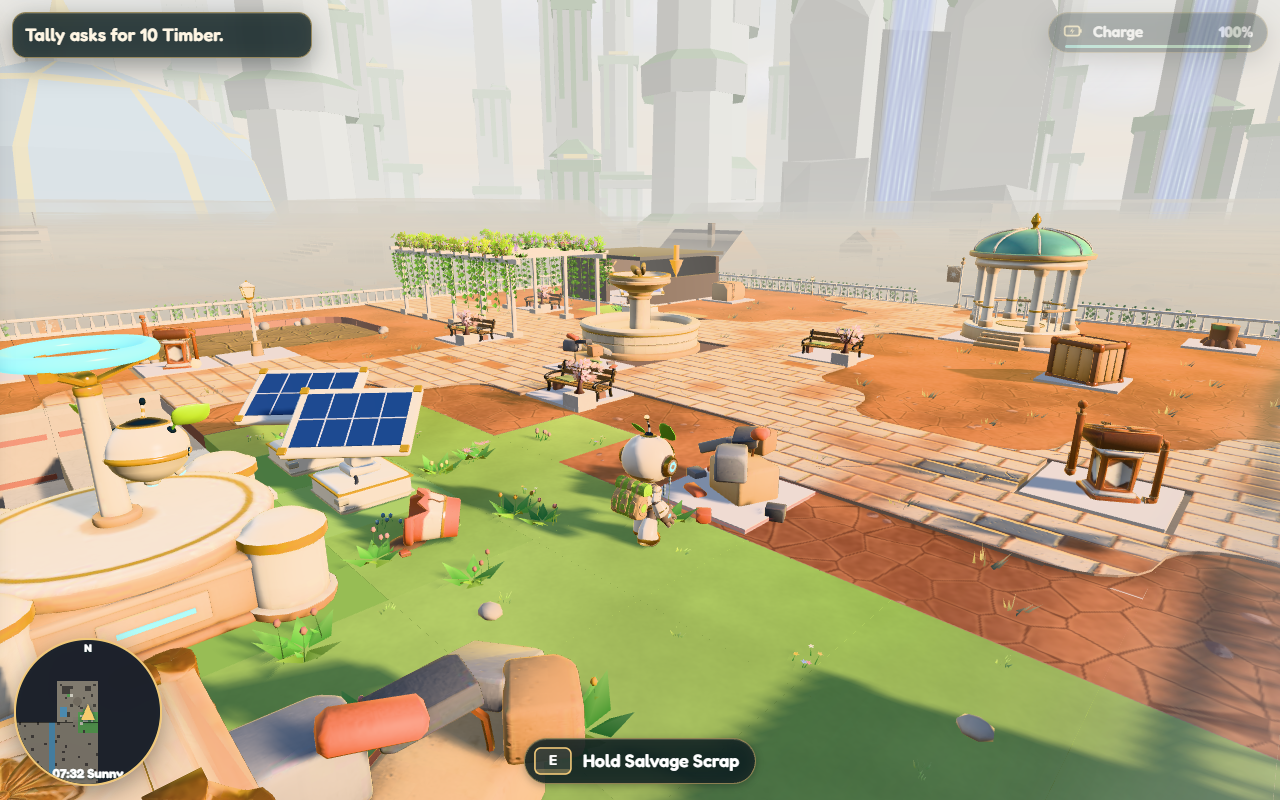 Tally asks for 10 Timber.
Charge 100%
N
07:32 Sunny
E Hold Salvage Scrap